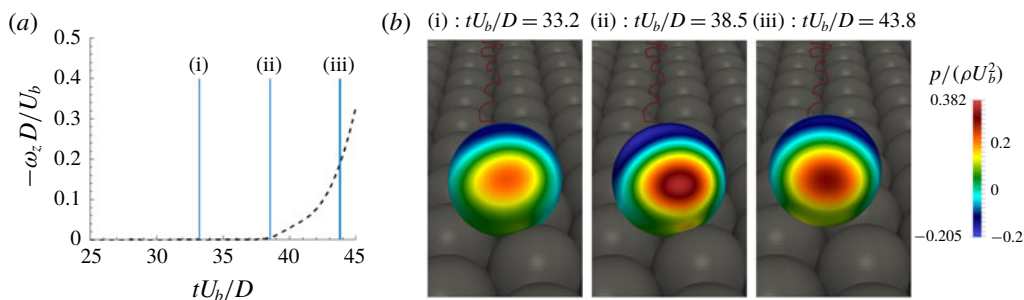 (a)
0.5
0.4
0.3
0.2
0.1
0
−ω_z D/U_b
(i)
(ii)
(iii)
25
30
35
40
45
tU_b/D
(b)
(i) : tU_b/D = 33.2
(ii) : tU_b/D = 38.5
(iii) : tU_b/D = 43.8
p/(ρU_b^2)
0.382
0.2
0
−0.205
−0.2